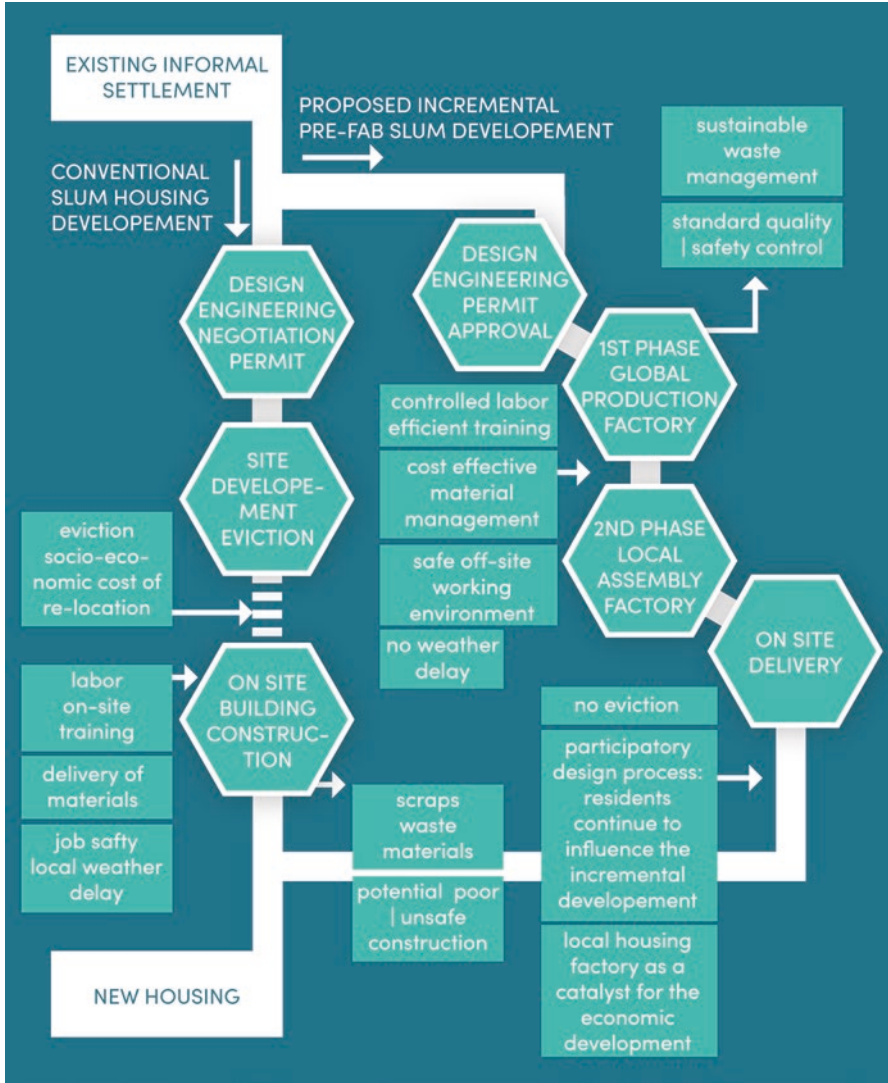 EXISTING INFORMAL
SETTLEMENT
PROPOSED INCREMENTAL
PRE-FAB SLUM DEVELOPEMENT
CONVENTIONAL
SLUM HOUSING
DEVELOPEMENT
sustainable
waste
management
standard quality
| safety control
DESIGN
ENGINEERING
NEGOTIATION
PERMIT
DESIGN
ENGINEERING
PERMIT
APPROVAL
1ST PHASE
GLOBAL
PRODUCTION
FACTORY
controlled labor
efficient training
cost effective
material
management
safe off-site
working
environment
no weather
delay
SITE
DEVELOPE-
MENT
EVICTION
2ND PHASE
LOCAL
ASSEMBLY
FACTORY
eviction
socio-eco-
nomic cost of
re-location
ON SITE
DELIVERY
labor
on-site
training
delivery of
materials
job safty
local weather
delay
ON SITE
BUILDING
CONSTRUC-
TION
scraps
waste
materials
potential poor
| unsafe
construction
no eviction
participatory
design process:
residents
continue to
influence the
incremental
developement
local housing
factory as a
catalyst for the
economic
development
NEW HOUSING